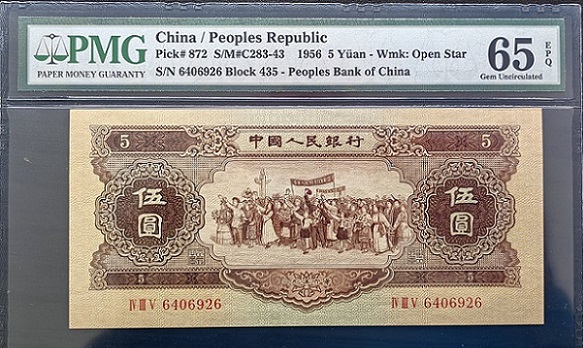 PMG
PAPER MONEY GUARANTY
China / Peoples Republic
Pick# 872 S/M#C283-43 1956 5 Yüan - Wmk: Open Star
S/N 6406926 Block 435 - Peoples Bank of China
65 EPQ
Gem Uncirculated
5 中國人民銀行 5
伍圓 伍圓
5 5
ⅣⅢⅤ 6406926 ⅣⅢⅤ 6406926